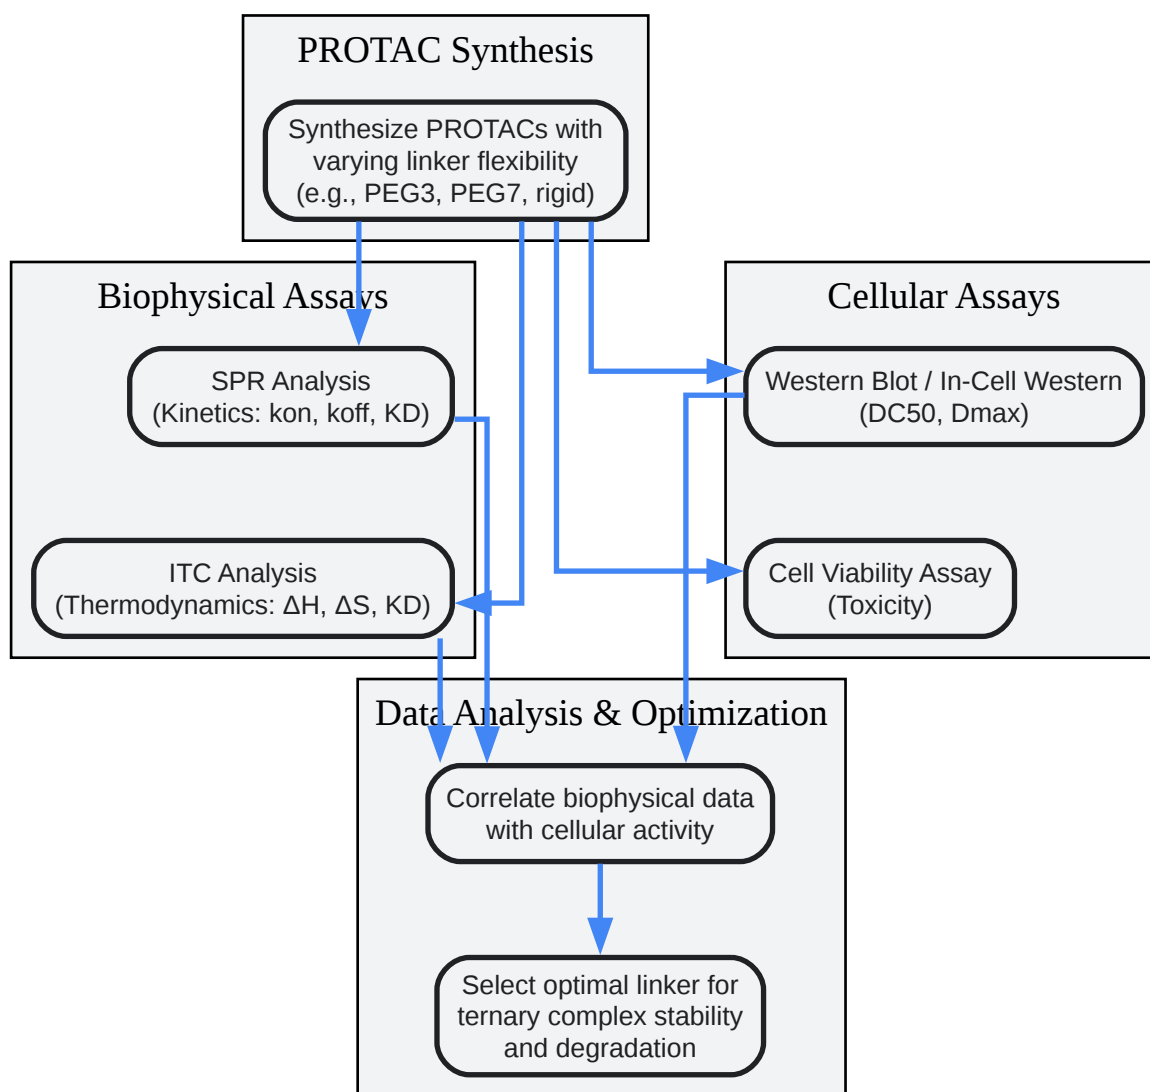 PROTAC Synthesis
Synthesize PROTACs with
varying linker flexibility
(e.g., PEG3, PEG7, rigid)
Biophysical Assays
SPR Analysis
(Kinetics: kon, koff, KD)
ITC Analysis
(Thermodynamics: ΔH, ΔS, KD)
Cellular Assays
Western Blot / In-Cell Western
(DC50, Dmax)
Cell Viability Assay
(Toxicity)
Data Analysis & Optimization
Correlate biophysical data
with cellular activity
Select optimal linker for
ternary complex stability
and degradation